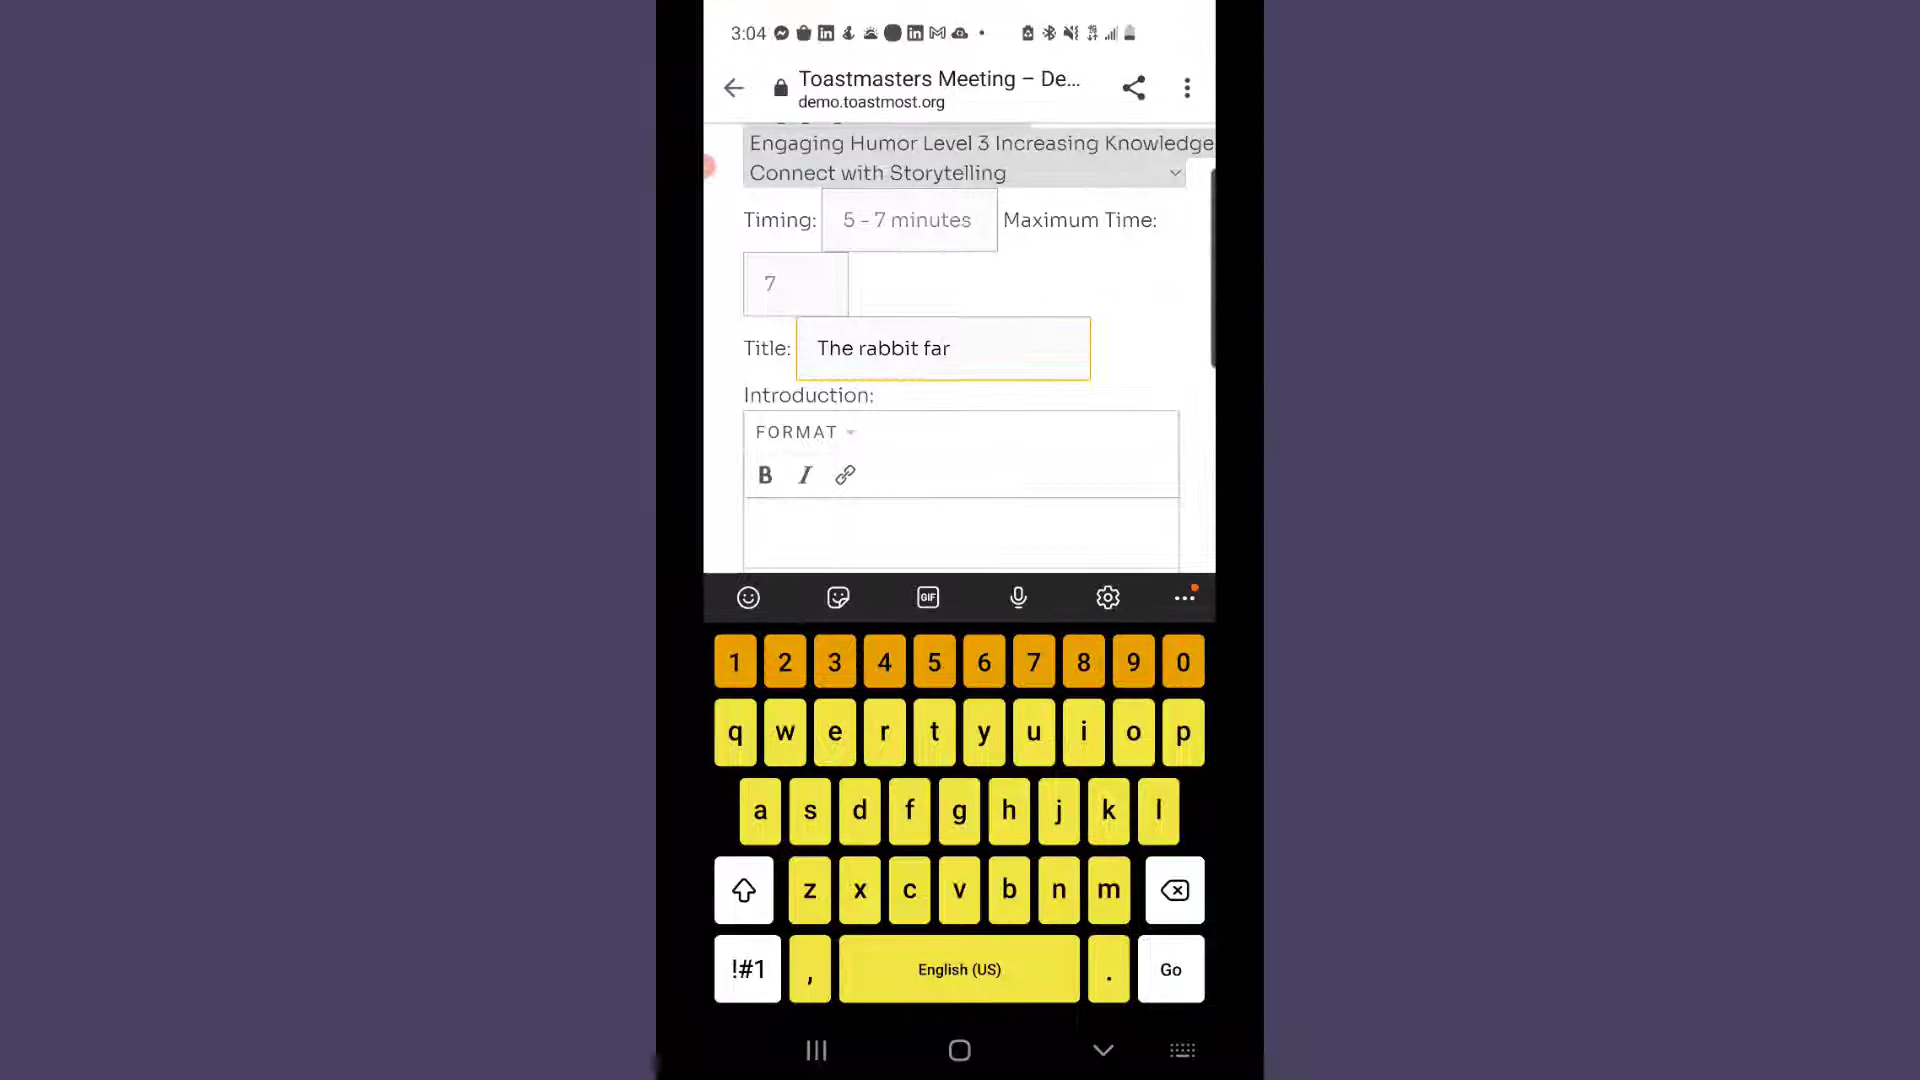 3:04
Toastmasters Meeting – De...
demo.toastmost.org
Engaging Humor Level 3 Increasing Knowledge
Connect with Storytelling
Timing: 5 - 7 minutes Maximum Time:
7
Title: The rabbit far
Introduction:
FORMAT
B I
GIF
1 2 3 4 5 6 7 8 9 0
q w e r t y u i o p
a s d f g h j k l
z x c v b n m
!#1 , English (US) . Go